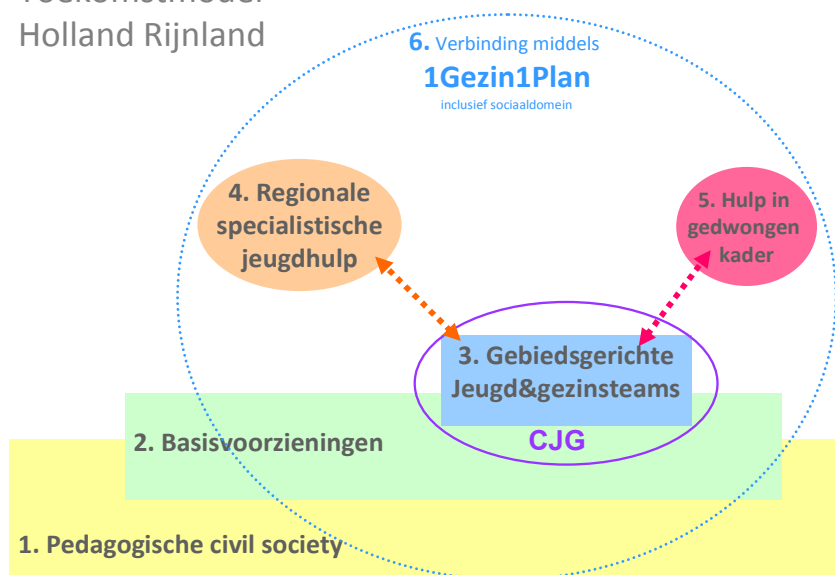 Toekomstmodel
Holland Rijnland
6. Verbinding middels
1Gezin1Plan
inclusief sociaaldomein
4. Regionale
specialistische
jeugdhulp
5. Hulp in
gedwongen
kader
3. Gebiedsgerichte
Jeugd&gezinsteams
CJG
2. Basisvoorzieningen
1. Pedagogische civil society